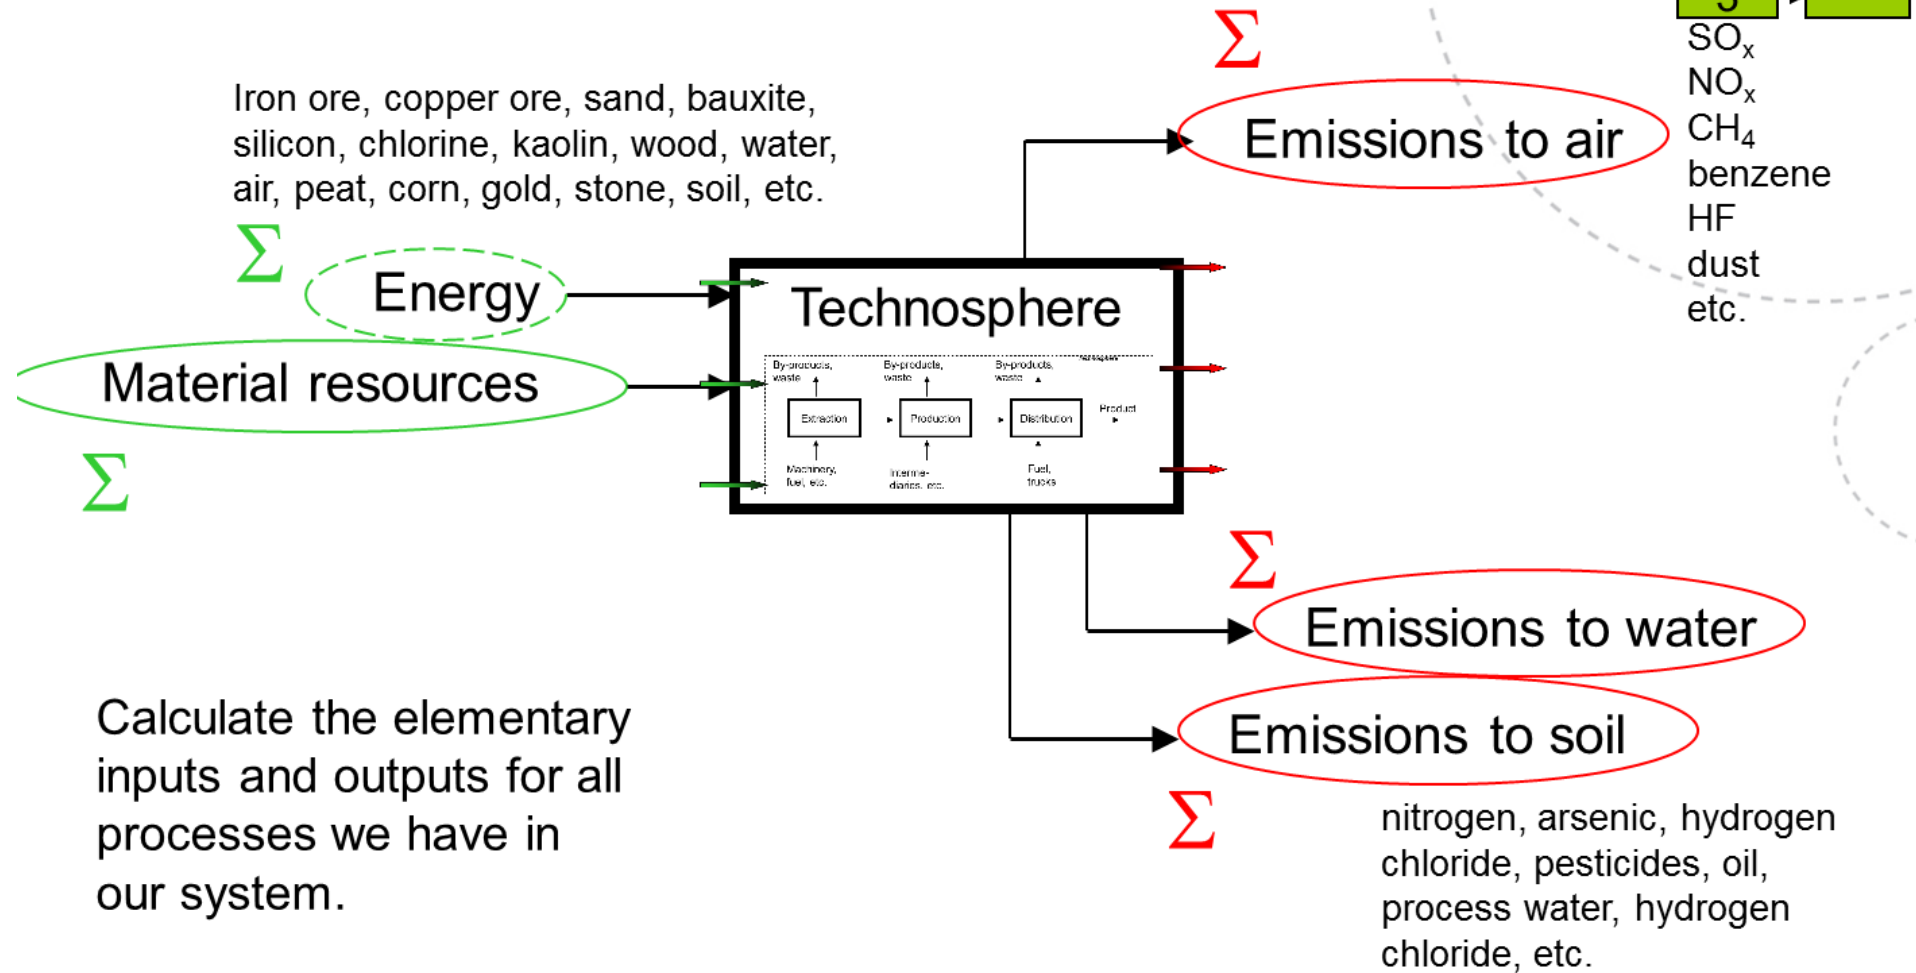 Σ
SOx
NOx
CH4
benzene
HF
dust
etc.
Iron ore, copper ore, sand, bauxite,
silicon, chlorine, kaolin, wood, water,
air, peat, corn, gold, stone, soil, etc.
Emissions to air
Σ
Energy
Material resources
Σ
Technosphere
By-products,
waste
By-products,
waste
By-products,
waste
Extraction
Production
Distribution
Product
Machinery,
fuel, etc.
Interme-
diaries, etc.
Fuel,
trucks
Σ
Emissions to water
Emissions to soil
Σ
Calculate the elementary
inputs and outputs for all
processes we have in
our system.
nitrogen, arsenic, hydrogen
chloride, pesticides, oil,
process water, hydrogen
chloride, etc.